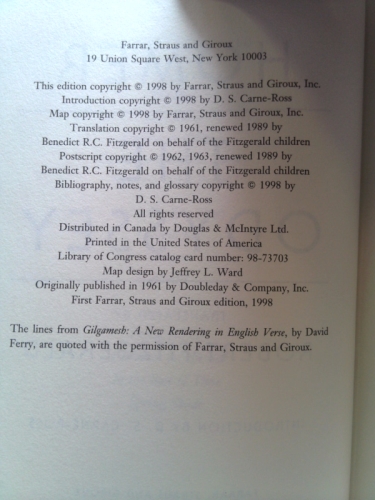 Farrar, Straus and Giroux
19 Union Square West, New York 10003
This edition copyright © 1998 by Farrar, Straus and Giroux, Inc.
Introduction copyright © 1998 by D. S. Carne-Ross
Map copyright © 1998 by Farrar, Straus and Giroux, Inc.
Translation copyright © 1961, renewed 1989 by
Benedict R.C. Fitzgerald on behalf of the Fitzgerald children
Postscript copyright © 1962, 1963, renewed 1989 by
Benedict R.C. Fitzgerald on behalf of the Fitzgerald children
Bibliography, notes, and glossary copyright © 1998 by
D. S. Carne-Ross
All rights reserved
Distributed in Canada by Douglas & McIntyre Ltd.
Printed in the United States of America
Library of Congress catalog card number: 98-73703
Map design by Jeffrey L. Ward
Originally published in 1961 by Doubleday & Company, Inc.
First Farrar, Straus and Giroux edition, 1998
The lines from Gilgamesh: A New Rendering in English Verse, by David
Ferry, are quoted with the permission of Farrar, Straus and Giroux.